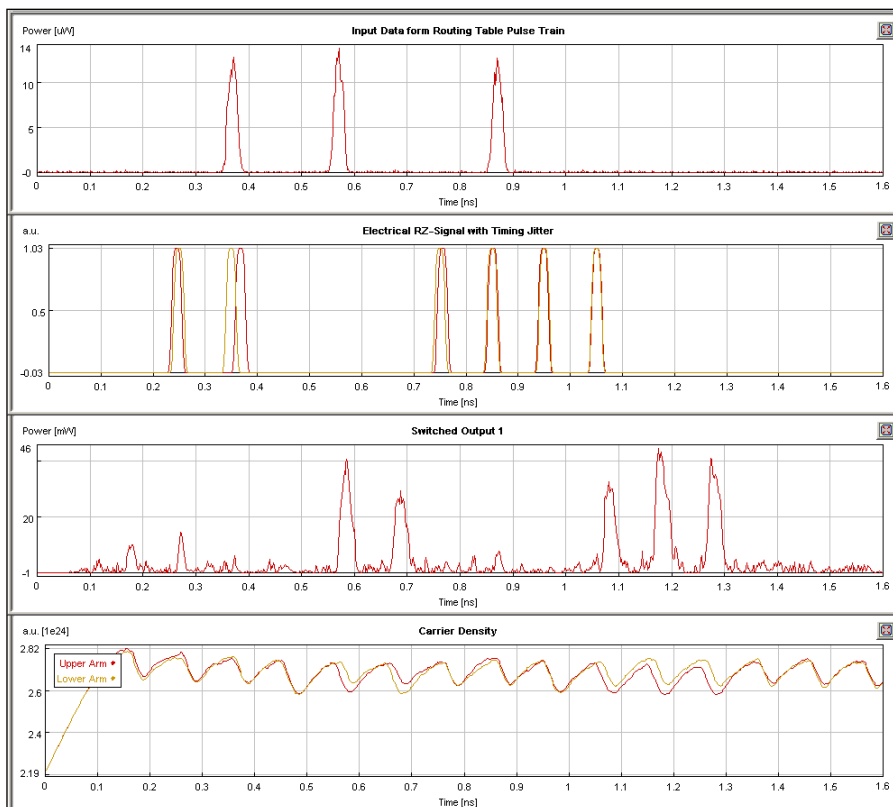 Input Data form Routing Table Pulse Train
Power [uW]
14
10
5
-0
0 0.1 0.2 0.3 0.4 0.5 0.6 0.7 0.8 0.9 1 1.1 1.2 1.3 1.4 1.5 1.6
Time [ns]
Electrical RZ-Signal with Timing Jitter
a.u.
1.03
0.5
-0.03
0 0.1 0.2 0.3 0.4 0.5 0.6 0.7 0.8 0.9 1 1.1 1.2 1.3 1.4 1.5 1.6
Time [ns]
Switched Output 1
Power [mW]
46
20
-1
0 0.1 0.2 0.3 0.4 0.5 0.6 0.7 0.8 0.9 1 1.1 1.2 1.3 1.4 1.5 1.6
Time [ns]
Carrier Density
a.u. [1e24]
2.82
2.6
2.4
2.19
Upper Arm
Lower Arm
0 0.1 0.2 0.3 0.4 0.5 0.6 0.7 0.8 0.9 1 1.1 1.2 1.3 1.4 1.5 1.6
Time [ns]